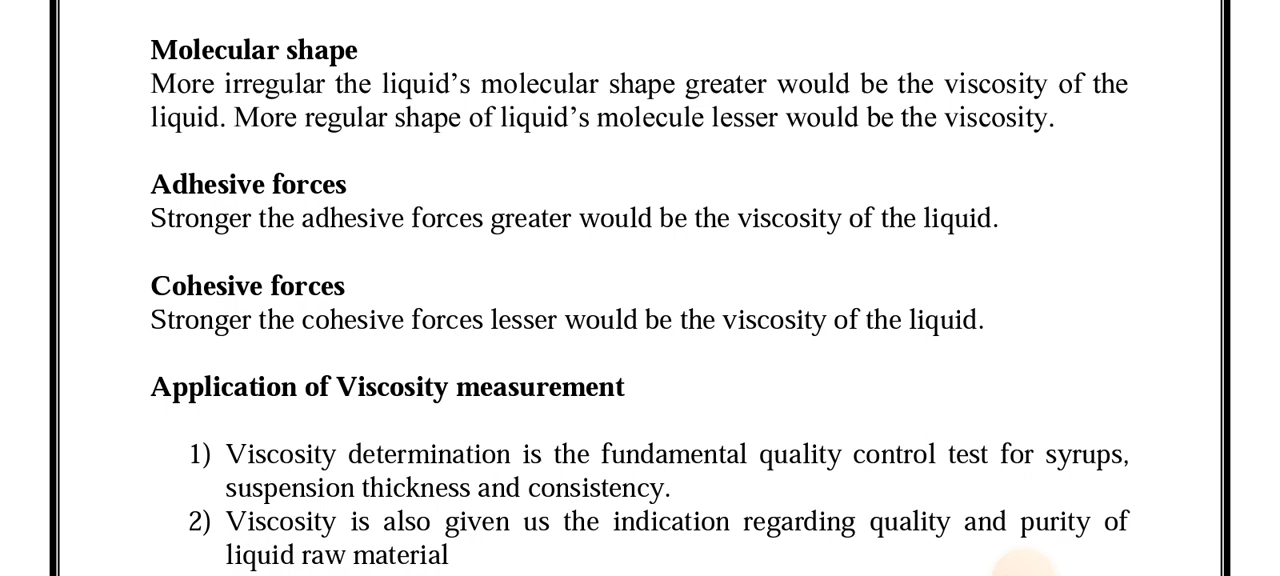 Molecular shape
More irregular the liquid’s molecular shape greater would be the viscosity of the
liquid. More regular shape of liquid’s molecule lesser would be the viscosity.
Adhesive forces
Stronger the adhesive forces greater would be the viscosity of the liquid.
Cohesive forces
Stronger the cohesive forces lesser would be the viscosity of the liquid.
Application of Viscosity measurement
1) Viscosity determination is the fundamental quality control test for syrups,
suspension thickness and consistency.
2) Viscosity is also given us the indication regarding quality and purity of
liquid raw material